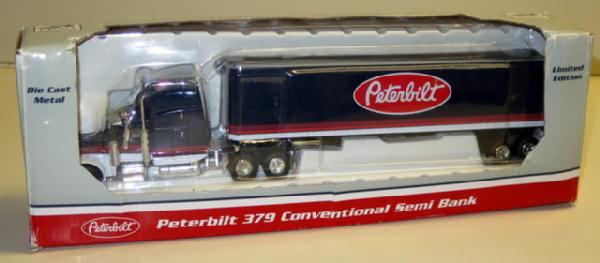 Die Cast
Metal
Peterbilt
Limited
Edition
Peterbilt
Peterbilt 379 Conventional Semi Bank